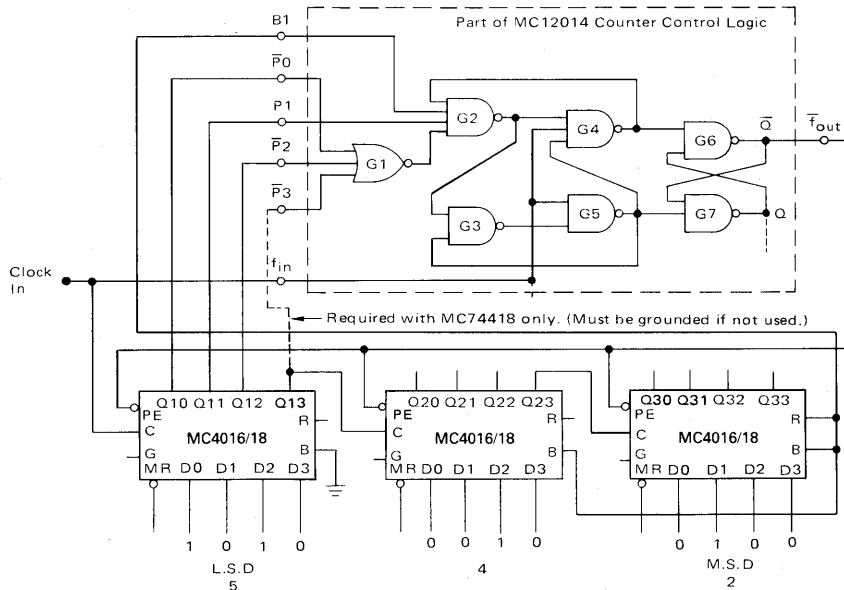 B1
Part of MC12014 Counter Control Logic
P0
P1
P2
P3
G1
G2
G3
G4
G5
G6
G7
Q
Q
fout
fin
Clock
In
Required with MC74418 only. (Must be grounded if not used.)
Q10 Q11 Q12 Q13
PE
R
C
MC4016/18
G
B
MR D0 D1 D2 D3
1 0 1 0
L.S.D
5
Q20 Q21 Q22 Q23
PE
R
C
MC4016/18
G
B
MR D0 D1 D2 D3
0 0 1 0
4
Q30 Q31 Q32 Q33
PE
R
C
MC4016/18
G
B
MR D0 D1 D2 D3
0 1 0 0
M.S.D
2